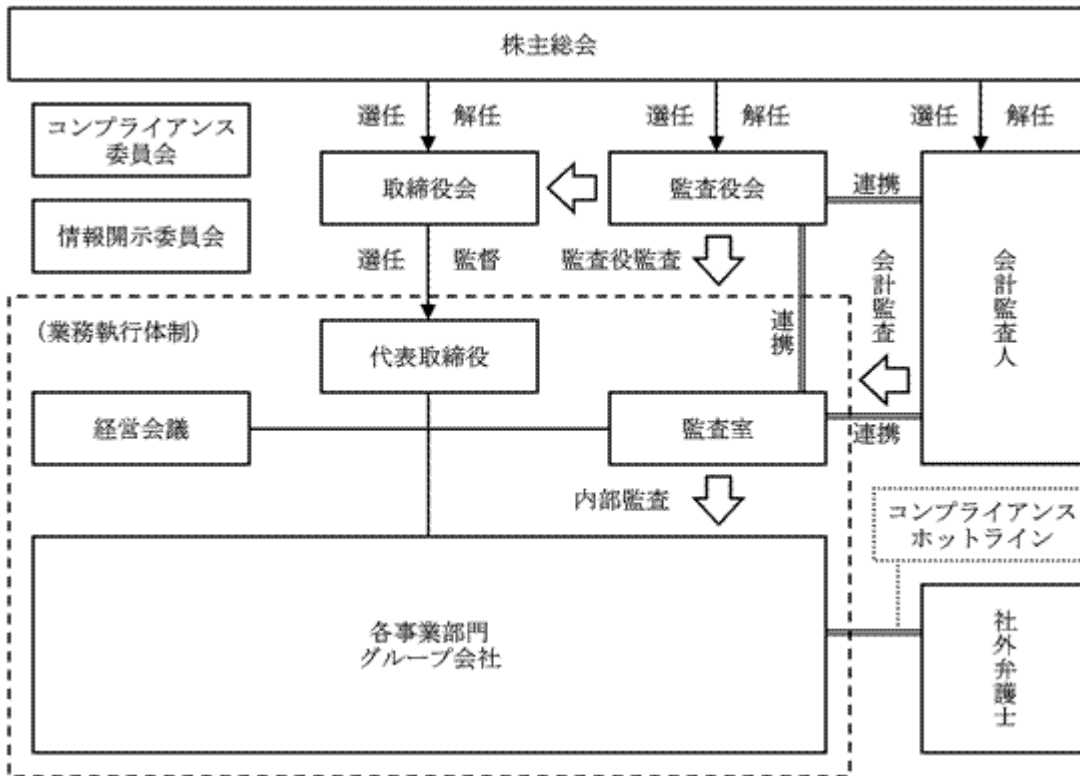 株主総会
選任 解任
選任 解任
選任 解任
コンプライアンス
委員会
取締役会
監査役会
連携
情報開示委員会
選任 監督
監査役監査
会計監査
会計監査人
(業務執行体制)
連携
代表取締役
経営会議
監査室
連携
内部監査
コンプライアンス
ホットライン
各事業部門
グループ会社
社外弁護士